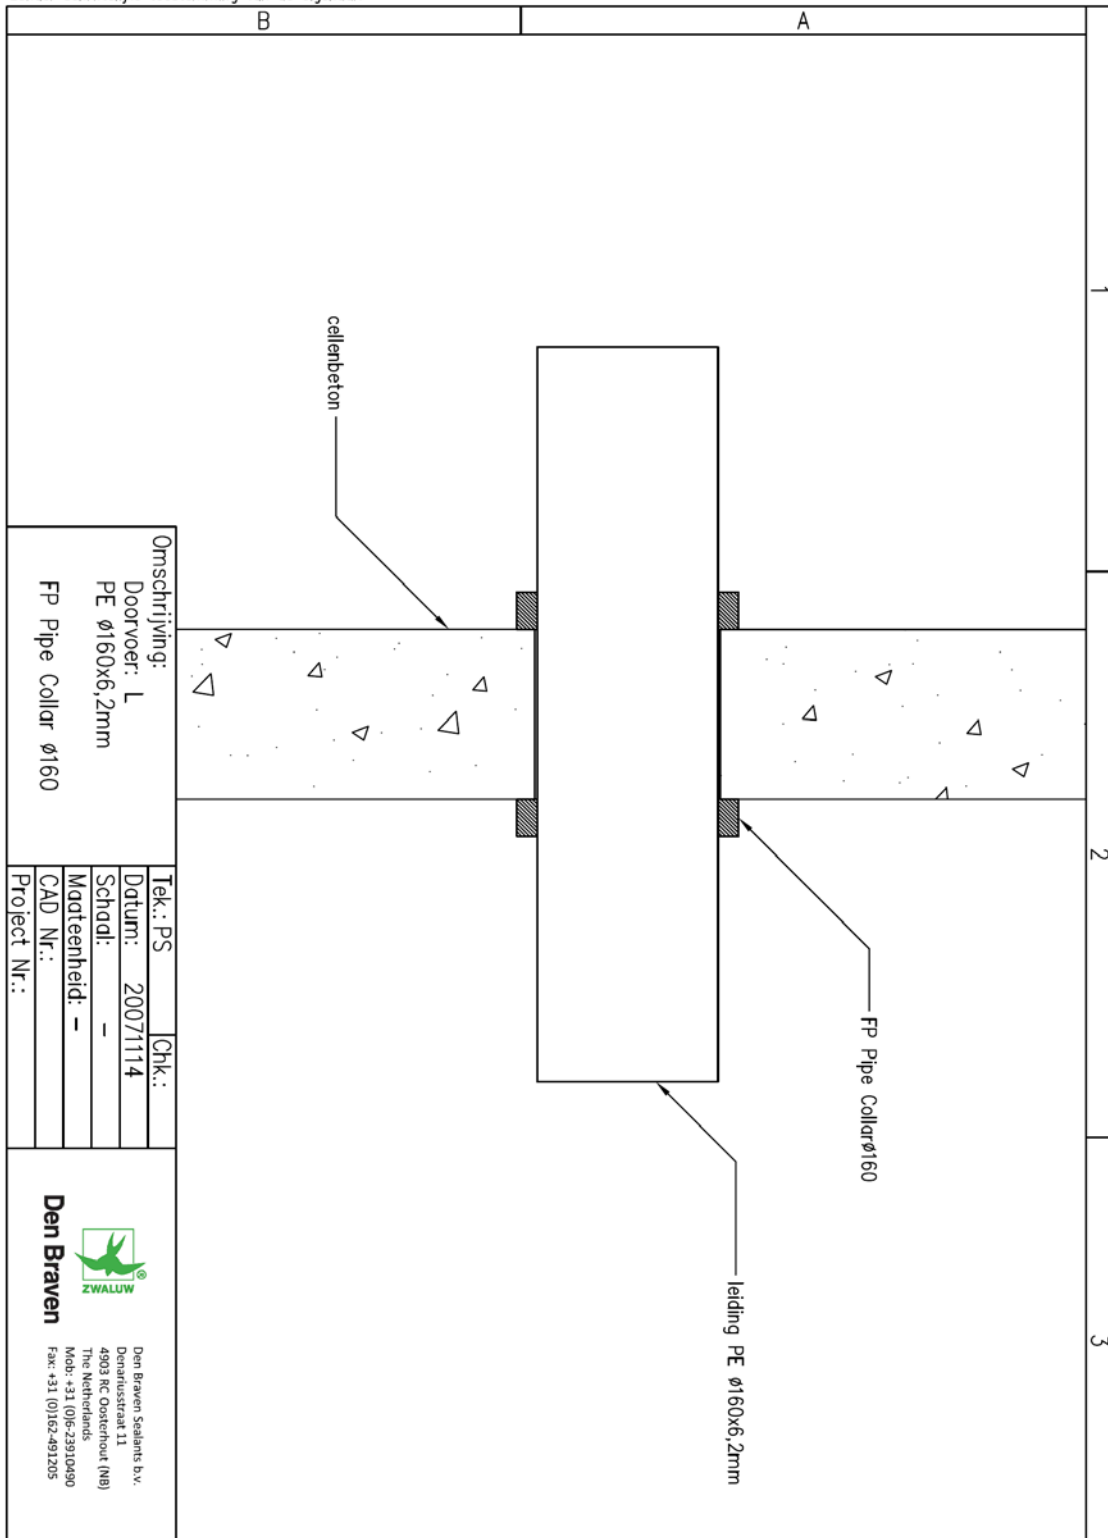 B
A
1
2
3
cellenbeton
FP Pipe Collarø160
leiding PE ø160x6,2mm
Omschrijving:
Doorvoer: L
PE ø160x6,2mm
FP Pipe Collar ø160
Tek.: PS
Chk.:
Datum: 20071114
Schaal: –
Maateenheid: –
CAD Nr.:
Project Nr.:
®
ZWALUW
Den Braven
Den Braven Sealants b.v.
Denariusstraat 11
4903 RC Oosterhout (NB)
The Netherlands
Mob: +31 (0)6-23910490
Fax: +31 (0)162-491205